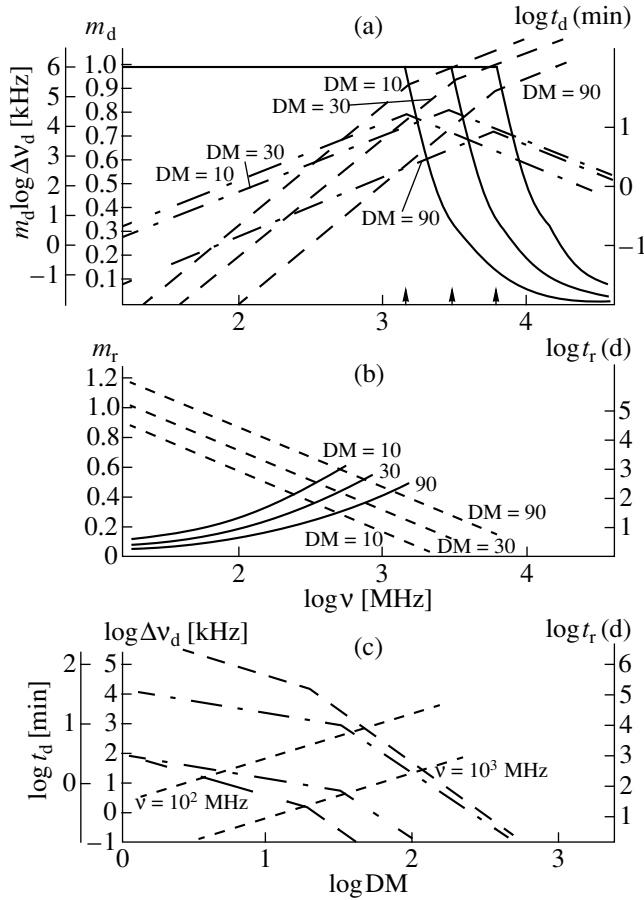 (a)
m_d
log t_d (min)
m_d log Δν_d [kHz]
6
5
4
3
2
1
0
−1
1.0
0.9
0.8
0.7
0.6
0.5
0.4
0.3
0.2
0.1
DM = 10
DM = 30
DM = 90
DM = 30
DM = 10
DM = 90
1
0
−1
2
3
4
(b)
m_r
log t_r (d)
1.2
1.0
0.8
0.6
0.4
0.2
0
DM = 10
30
90
DM = 90
DM = 10
DM = 30
5
4
3
2
1
2
3
4
log ν [MHz]
(c)
log Δν_d [kHz]
log t_r (d)
log t_d [min]
2
1
0
5
4
3
2
1
0
−1
ν = 10² MHz
ν = 10³ MHz
6
5
4
3
2
1
0
1
2
3
log DM